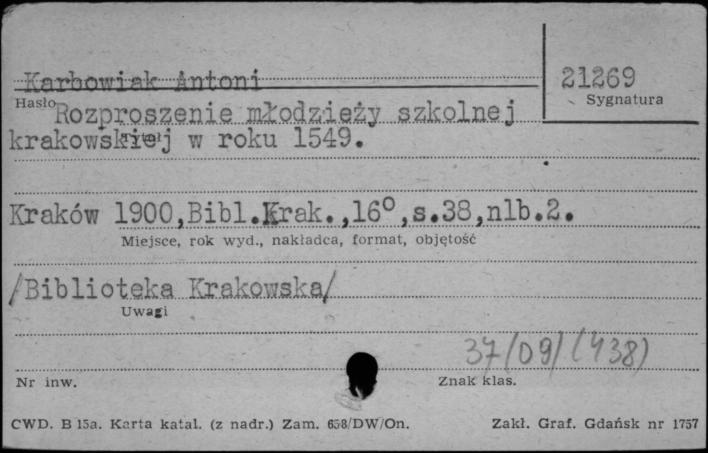 Karbowiak Antoni
21269
Hasło
Sygnatura
Rozproszenie młodzieży szkolnej
krakowskiej w roku 1549.
Tytuł
Kraków 1900,Bibl.Krak.,16°,s.38,nlb.2.
Miejsce, rok wyd., nakładca, format, objętość
/Biblioteka Krakowska/
Uwagi
37/09/(438)
Nr inw.
Znak klas.
CWD. B 15a. Karta katal. (z nadr.) Zam. 658/DW/On.
Zakł. Graf. Gdańsk nr 1757